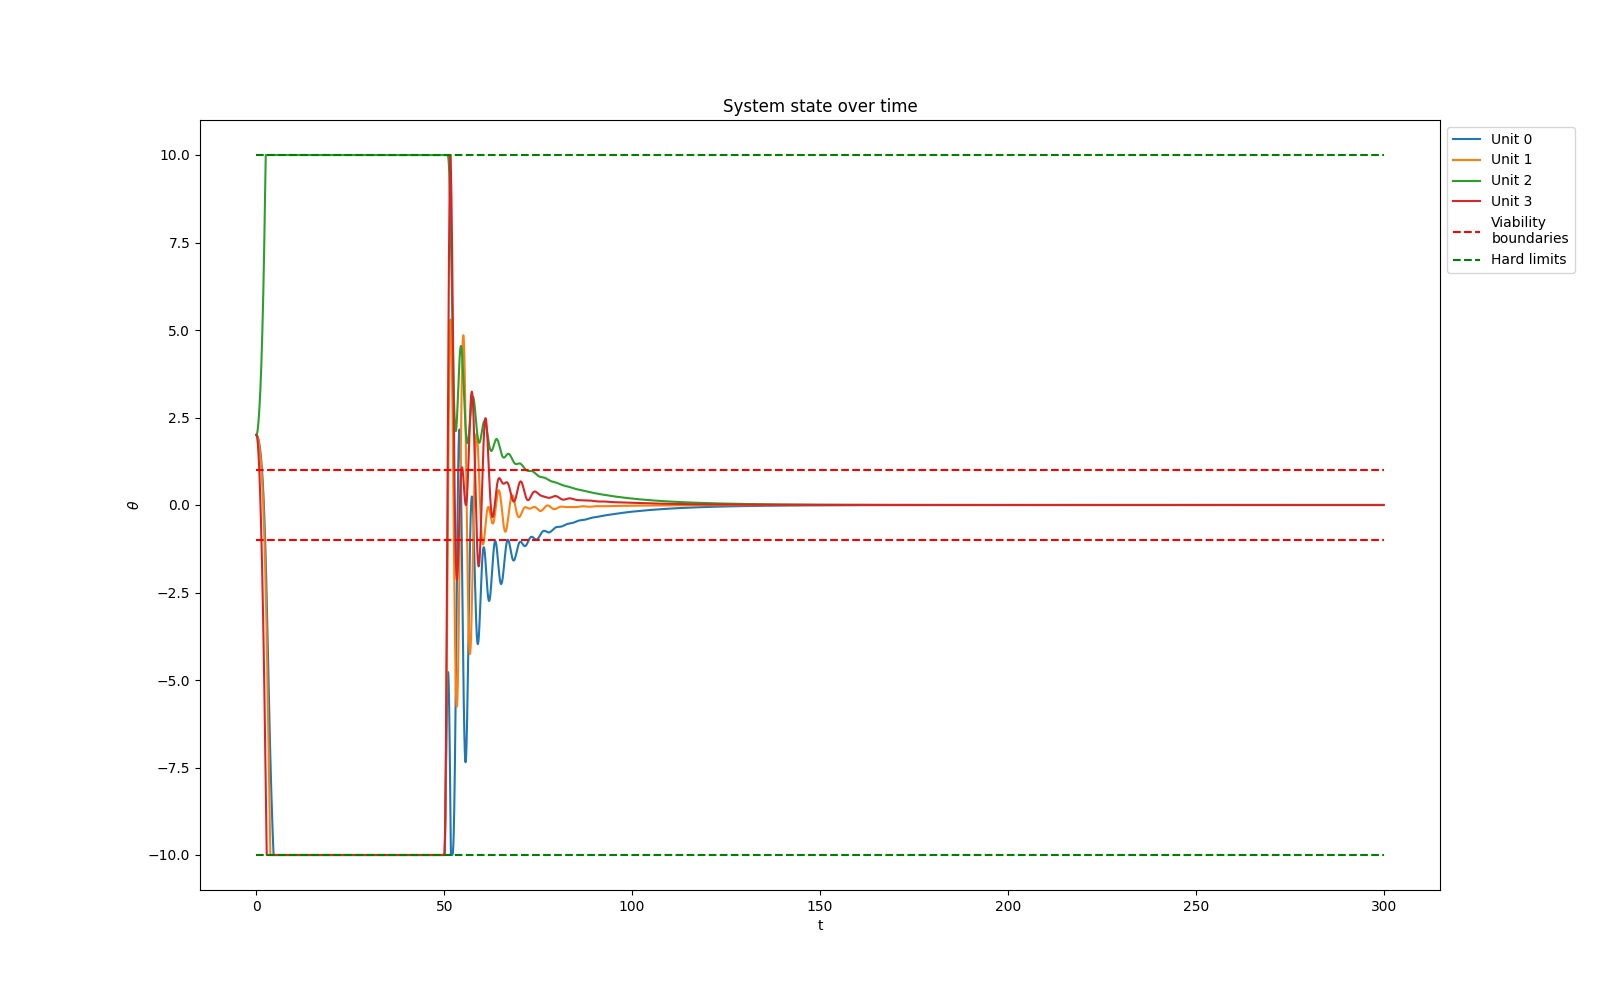 System state over time
10.0
7.5
5.0
2.5
0.0
−2.5
−5.0
−7.5
−10.0
θ
0
50
100
150
200
250
300
t
Unit 0
Unit 1
Unit 2
Unit 3
Viability
boundaries
Hard limits